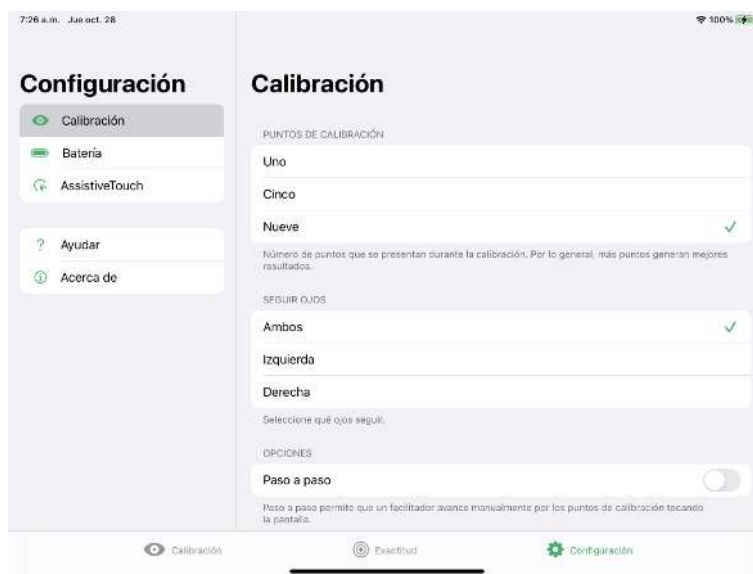 7:26 a.m. Jue oct. 28
100%
Configuración
Calibración
Batería
AssistiveTouch
Ayudar
Acerca de
Calibración
PUNTOS DE CALIBRACIÓN
Uno
Cinco
Nueve
Número de puntos que se presentan durante la calibración. Por lo general, más puntos generan mejores
resultados.
SEGUIR OJOS
Ambos
Izquierda
Derecha
Seleccione qué ojos seguir.
OPCIONES
Paso a paso
Paso a paso permite que un facilitador avance manualmente por los puntos de calibración tocando
la pantalla.
Calibración
Exactitud
Configuración